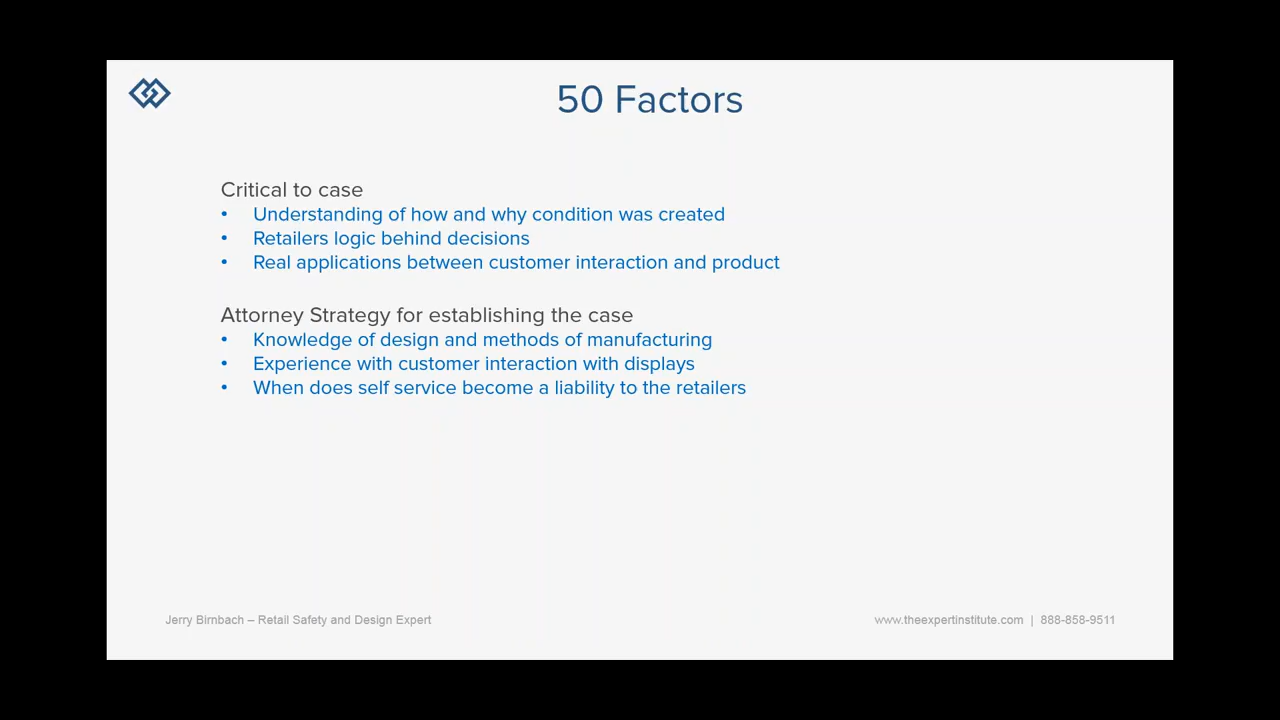 50 Factors
Critical to case
• Understanding of how and why condition was created
• Retailers logic behind decisions
• Real applications between customer interaction and product
Attorney Strategy for establishing the case
• Knowledge of design and methods of manufacturing
• Experience with customer interaction with displays
• When does self service become a liability to the retailers
Jerry Birnbach – Retail Safety and Design Expert
www.theexpertinstitute.com | 888-858-9511